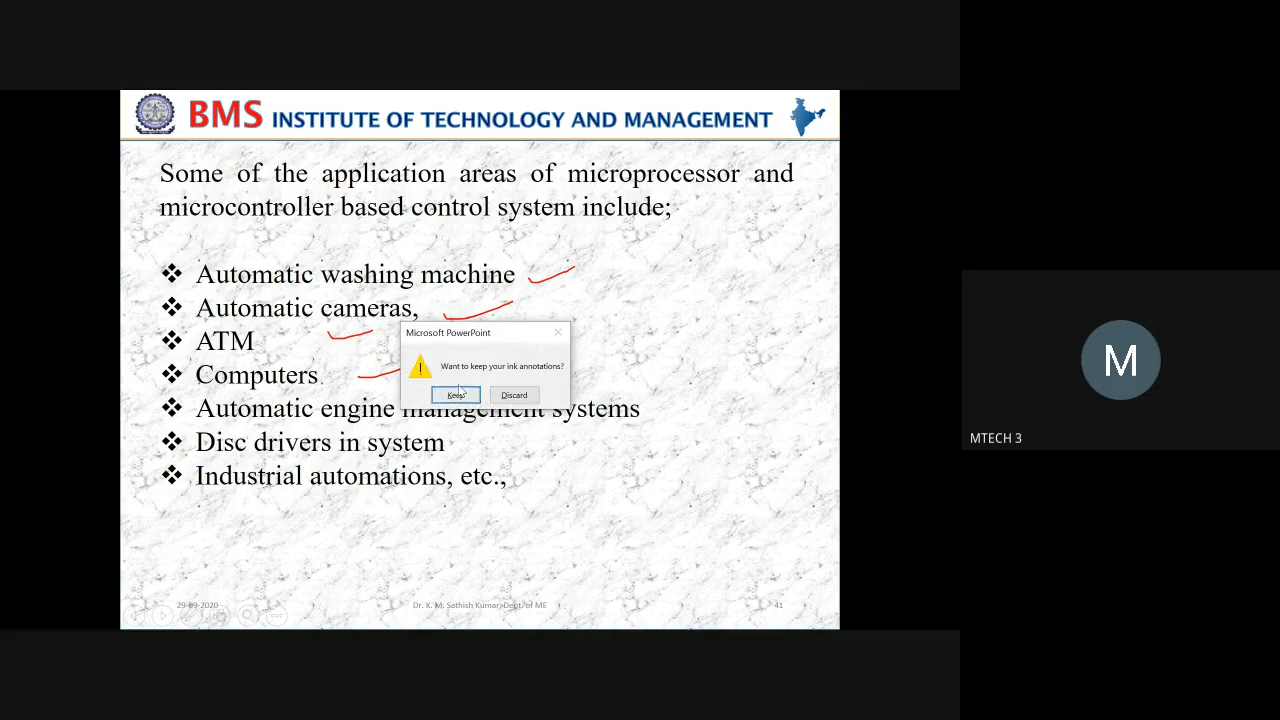 BMS INSTITUTE OF TECHNOLOGY AND MANAGEMENT
Some of the application areas of microprocessor and
microcontroller based control system include;
❖ Automatic washing machine
❖ Automatic cameras,
❖ ATM
❖ Computers
Microsoft PowerPoint
Want to keep your ink annotations?
Keep Discard
❖ Automatic engine management systems
❖ Disc drivers in system
❖ Industrial automations, etc.,
29-09-2020 Dr. K. M. Sathish Kumar, Dept. of ME 41
M
MTECH 3